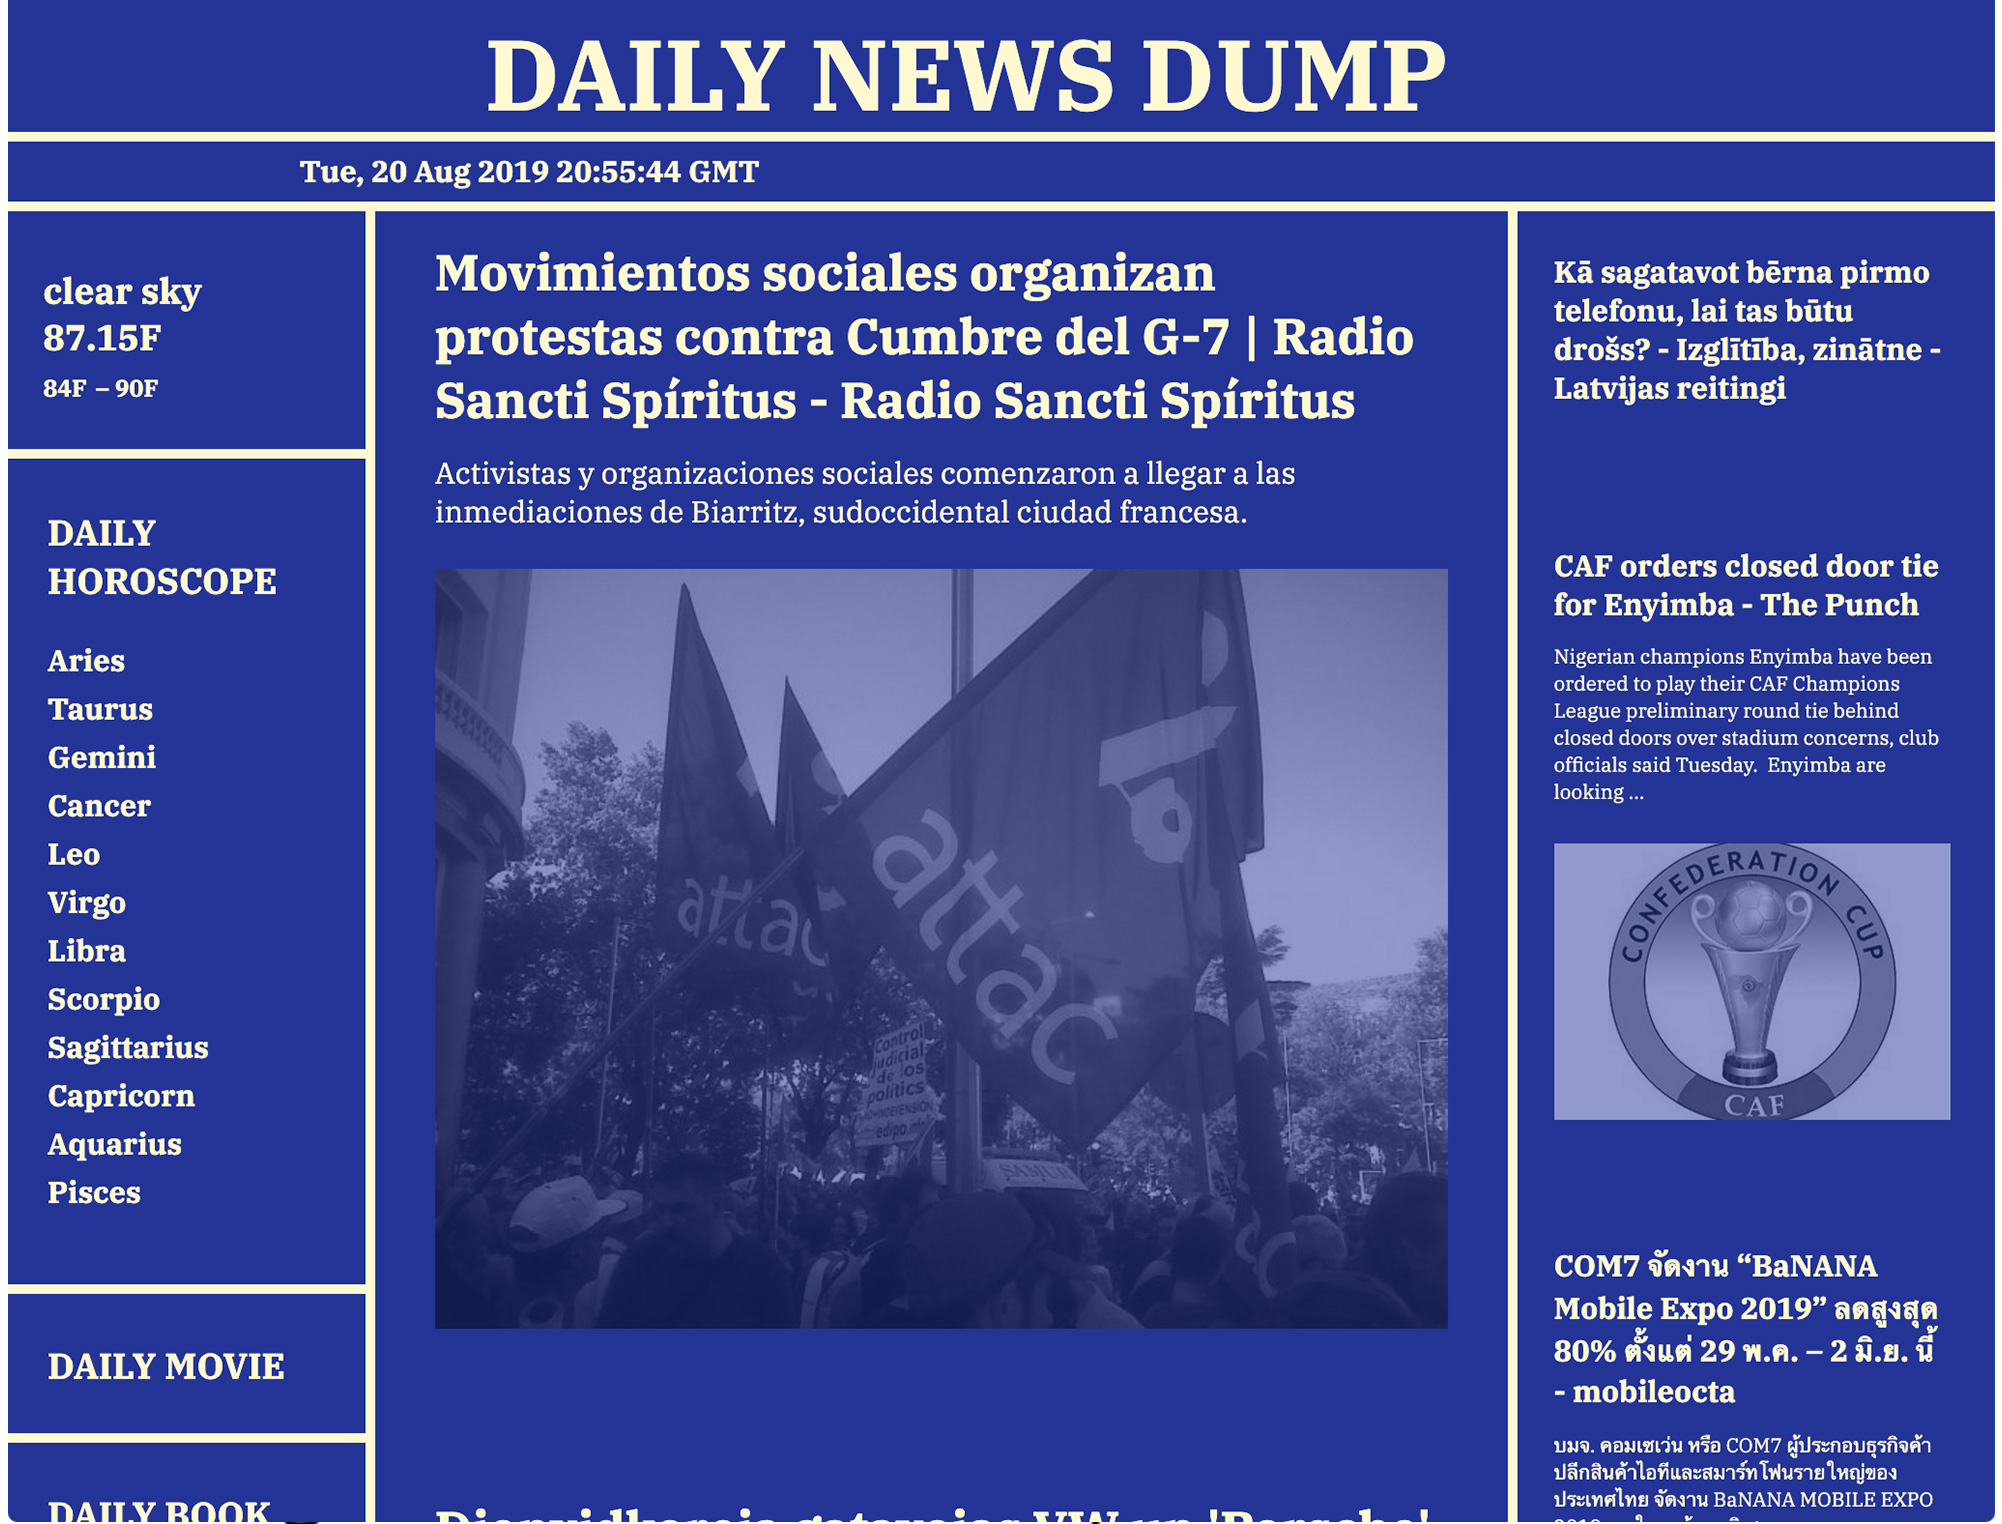 DAILY NEWS DUMP
Tue, 20 Aug 2019 20:55:44 GMT
clear sky
87.15F
84F – 90F
DAILY
HOROSCOPE
Aries
Taurus
Gemini
Cancer
Leo
Virgo
Libra
Scorpio
Sagittarius
Capricorn
Aquarius
Pisces
DAILY MOVIE
DAILY BOOK
Movimientos sociales organizan
protestas contra Cumbre del G-7 | Radio
Sancti Spíritus - Radio Sancti Spíritus
Activistas y organizaciones sociales comenzaron a llegar a las
inmediaciones de Biarritz, sudoccidental ciudad francesa.
attac
attac
Control
judicial
de los
polítics
edipo.info
SAMUR
Dienvidkoreja gatavojas VW un 'Porsche'
Kā sagatavot bērna pirmo
telefonu, lai tas būtu
drošs? - Izglītība, zinātne -
Latvijas reitingi
CAF orders closed door tie
for Enyimba - The Punch
Nigerian champions Enyimba have been
ordered to play their CAF Champions
League preliminary round tie behind
closed doors over stadium concerns, club
officials said Tuesday.  Enyimba are
looking ...
CONFEDERATION CUP
CAF
COM7 จัดงาน “BaNANA
Mobile Expo 2019” ลดสูงสุด
80% ตั้งแต่ 29 พ.ค. – 2 มิ.ย. นี้
- mobileocta
บมจ. คอมเซเว่น หรือ COM7 ผู้ประกอบธุรกิจค้า
ปลีกสินค้าไอทีและสมาร์ทโฟนรายใหญ่ของ
ประเทศไทย จัดงาน BaNANA MOBILE EXPO